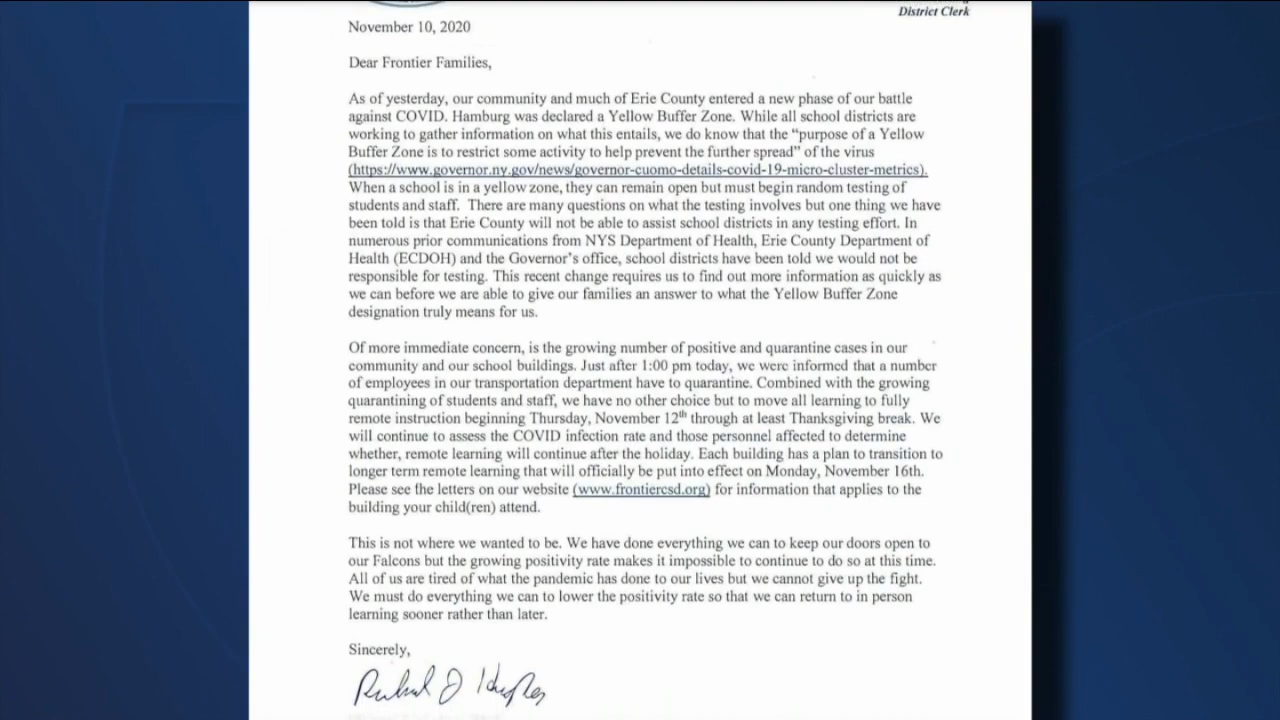 District Clerk
November 10, 2020
Dear Frontier Families,
As of yesterday, our community and much of Erie County entered a new phase of our battle
against COVID. Hamburg was declared a Yellow Buffer Zone. While all school districts are
working to gather information on what this entails, we do know that the “purpose of a Yellow
Buffer Zone is to restrict some activity to help prevent the further spread” of the virus
(https://www.governor.ny.gov/news/governor-cuomo-details-covid-19-micro-cluster-metrics).
When a school is in a yellow zone, they can remain open but must begin random testing of
students and staff. There are many questions on what the testing involves but one thing we have
been told is that Erie County will not be able to assist school districts in any testing effort. In
numerous prior communications from NYS Department of Health, Erie County Department of
Health (ECDOH) and the Governor’s office, school districts have been told we would not be
responsible for testing. This recent change requires us to find out more information as quickly as
we can before we are able to give our families an answer to what the Yellow Buffer Zone
designation truly means for us.
Of more immediate concern, is the growing number of positive and quarantine cases in our
community and our school buildings. Just after 1:00 pm today, we were informed that a number
of employees in our transportation department have to quarantine. Combined with the growing
quarantining of students and staff, we have no other choice but to move all learning to fully
remote instruction beginning Thursday, November 12th through at least Thanksgiving break. We
will continue to assess the COVID infection rate and those personnel affected to determine
whether, remote learning will continue after the holiday. Each building has a plan to transition to
longer term remote learning that will officially be put into effect on Monday, November 16th.
Please see the letters on our website (www.frontiercsd.org) for information that applies to the
building your child(ren) attend.
This is not where we wanted to be. We have done everything we can to keep our doors open to
our Falcons but the growing positivity rate makes it impossible to continue to do so at this time.
All of us are tired of what the pandemic has done to our lives but we cannot give up the fight.
We must do everything we can to lower the positivity rate so that we can return to in person
learning sooner rather than later.
Sincerely,